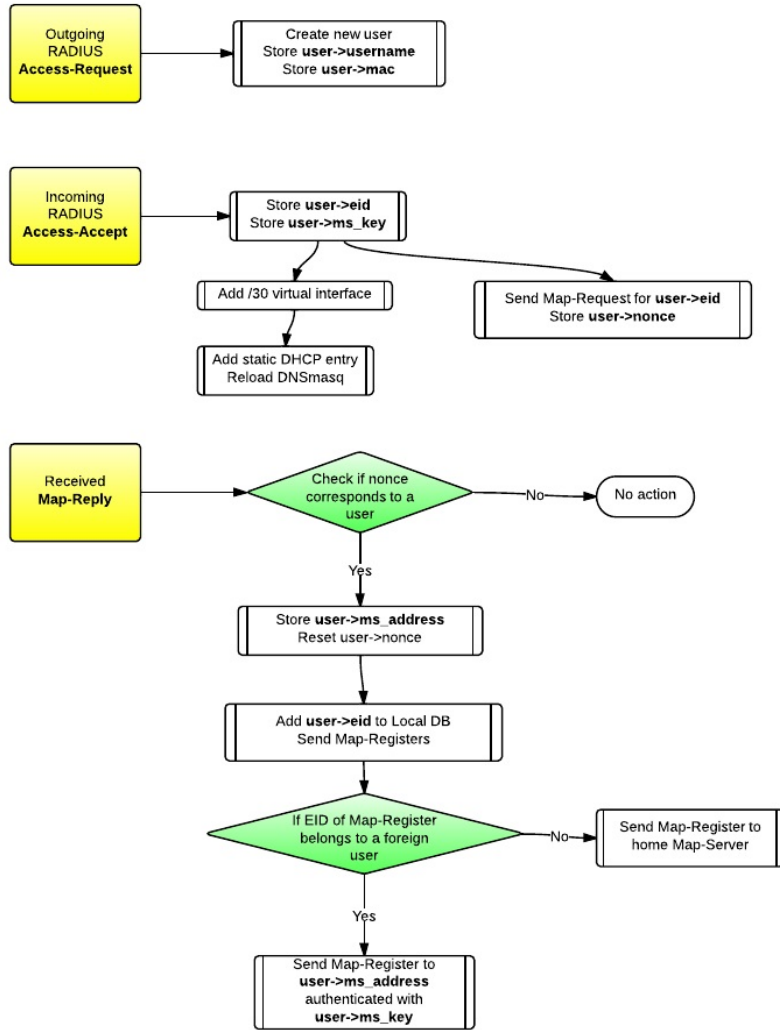 Outgoing
RADIUS
Access-Request
Create new user
Store user->username
Store user->mac
Incoming
RADIUS
Access-Accept
Store user->eid
Store user->ms_key
Add /30 virtual interface
Send Map-Request for user->eid
Store user->nonce
Add static DHCP entry
Reload DNSmasq
Received
Map-Reply
Check if nonce
corresponds to a
user
No
No action
Yes
Store user->ms_address
Reset user->nonce
Add user->eid to Local DB
Send Map-Registers
If EID of Map-Register
belongs to a foreign
user
No
Send Map-Register to
home Map-Server
Yes
Send Map-Register to
user->ms_address
authenticated with
user->ms_key